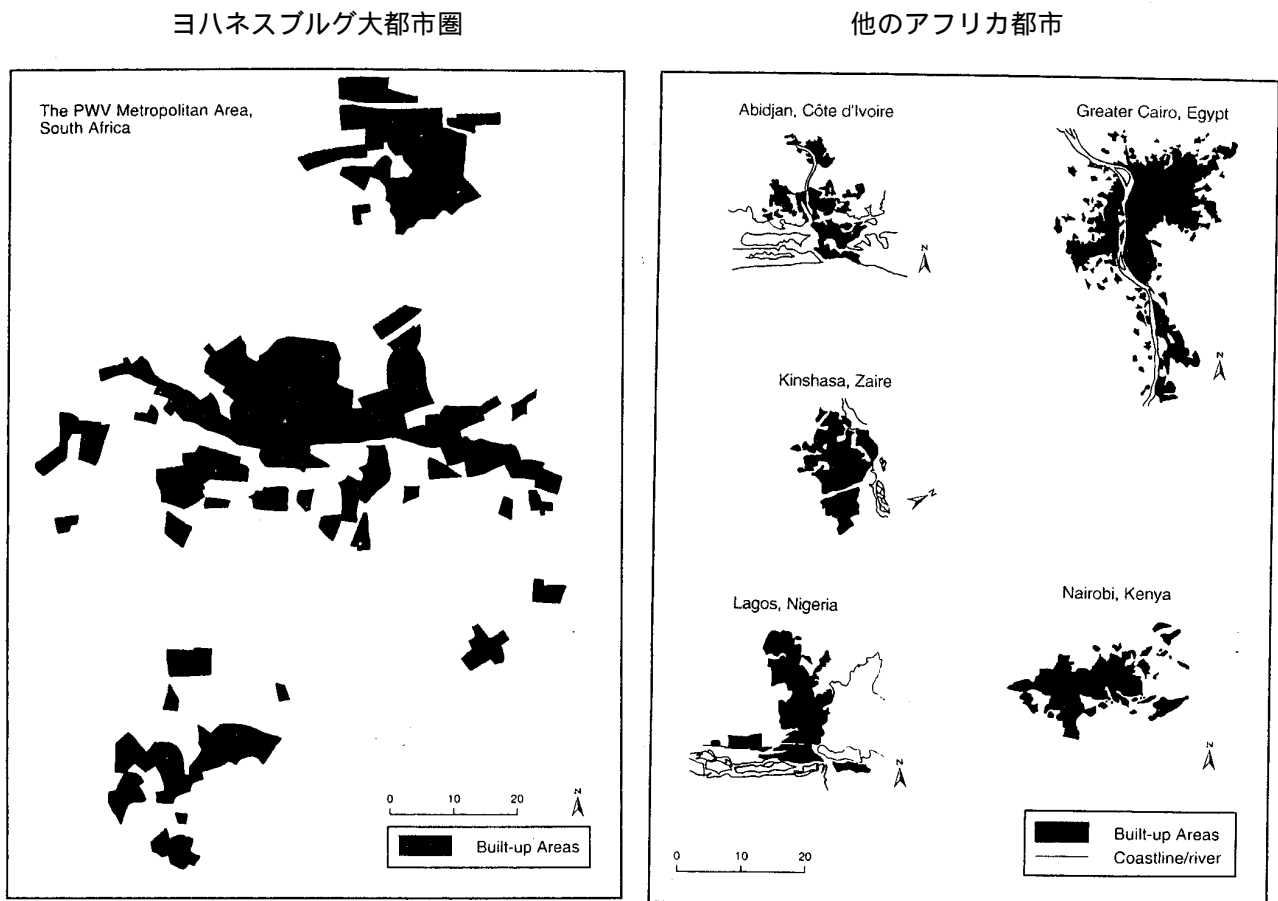 ヨハネスブルグ大都市圏
他のアフリカ都市
The PWV Metropolitan Area,
South Africa
0 10 20
N
Built-up Areas
Abidjan, Côte d'Ivoire
N
Greater Cairo, Egypt
N
Kinshasa, Zaire
N
Lagos, Nigeria
N
Nairobi, Kenya
N
0 10 20
Built-up Areas
Coastline/river